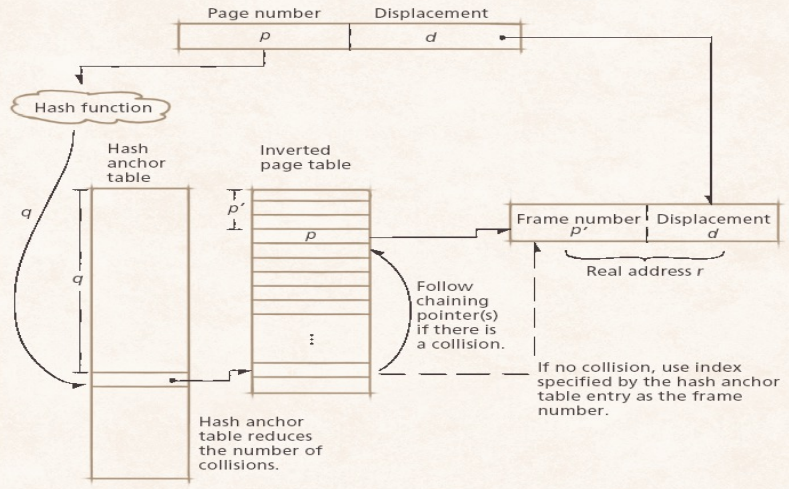 Page number
Displacement
p
d
Hash function
Hash
anchor
table
Inverted
page table
q
p'
q
p
Frame number
p'
Displacement
d
Real address r
Follow
chaining
pointer(s)
if there is
a collision.
If no collision, use index
specified by the hash anchor
table entry as the frame
number.
Hash anchor
table reduces
the number of
collisions.